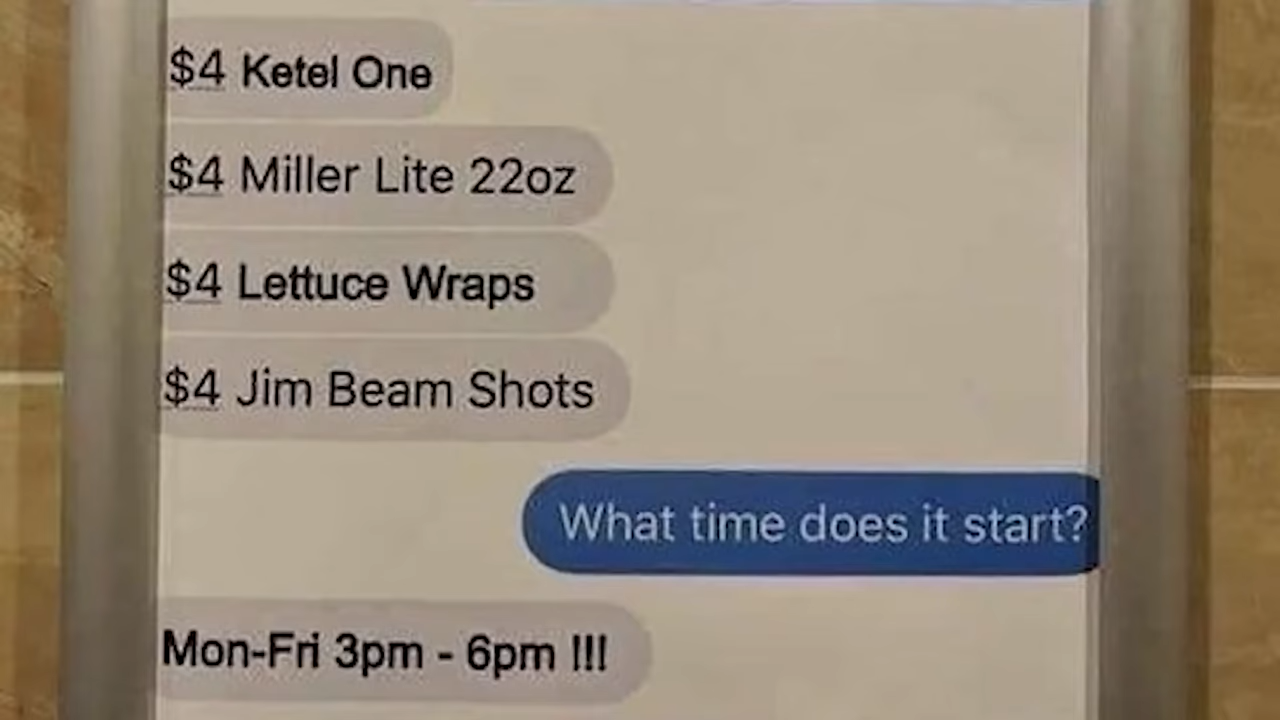 $4 Ketel One
$4 Miller Lite 22oz
$4 Lettuce Wraps
$4 Jim Beam Shots
What time does it start?
Mon-Fri 3pm - 6pm !!!